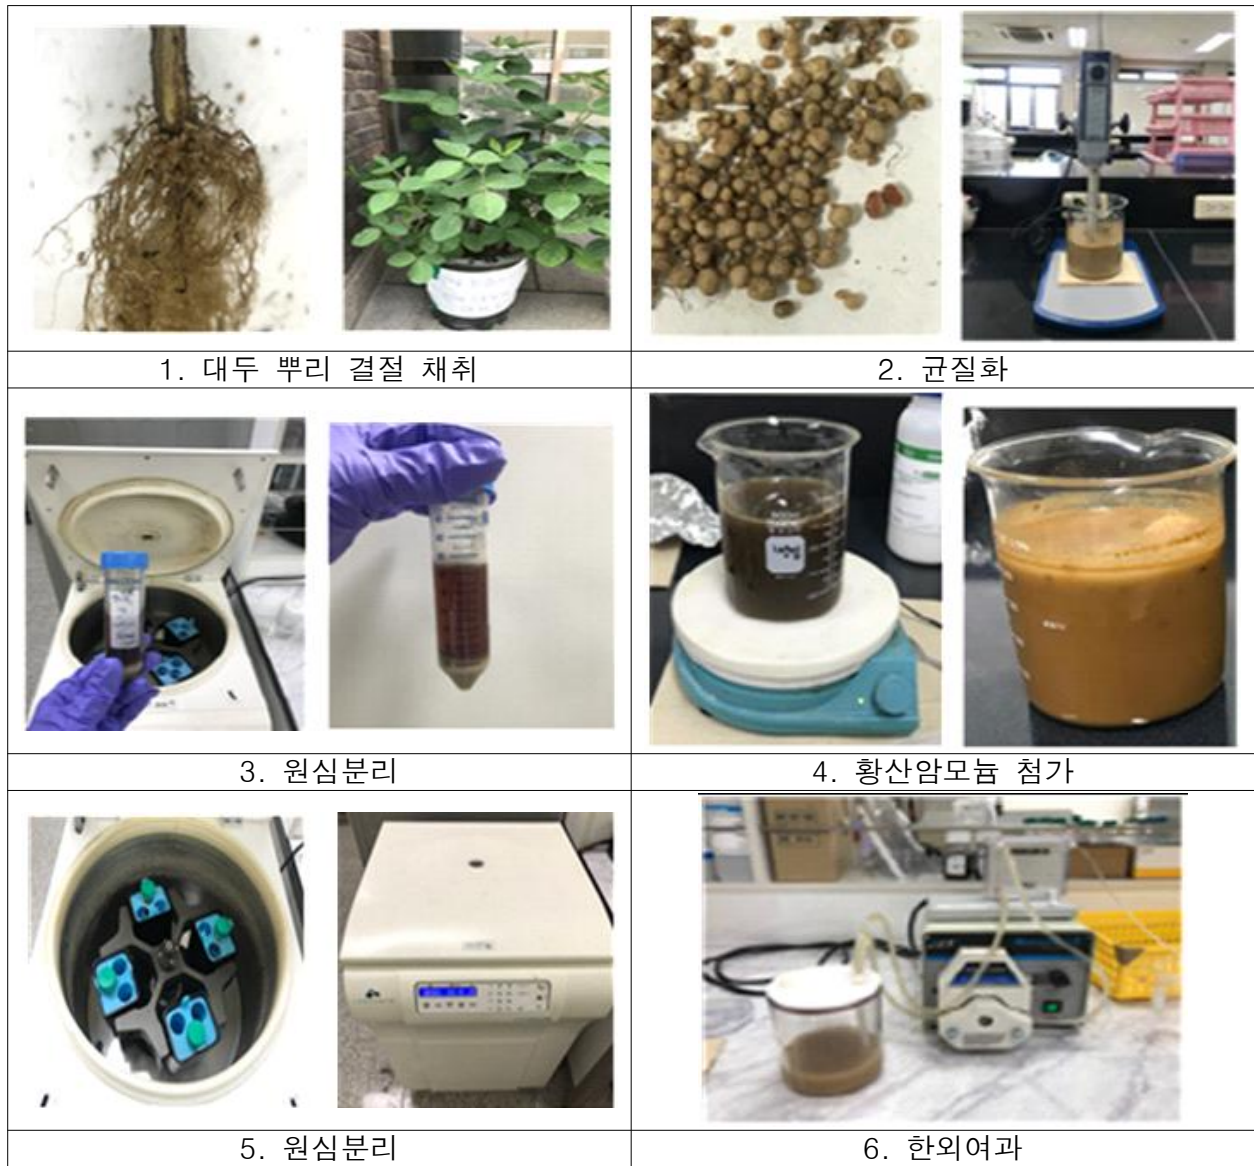 1. 대두 뿌리 결절 채취
2. 균질화
3. 원심분리
4. 황산암모늄 첨가
5. 원심분리
6. 한외여과